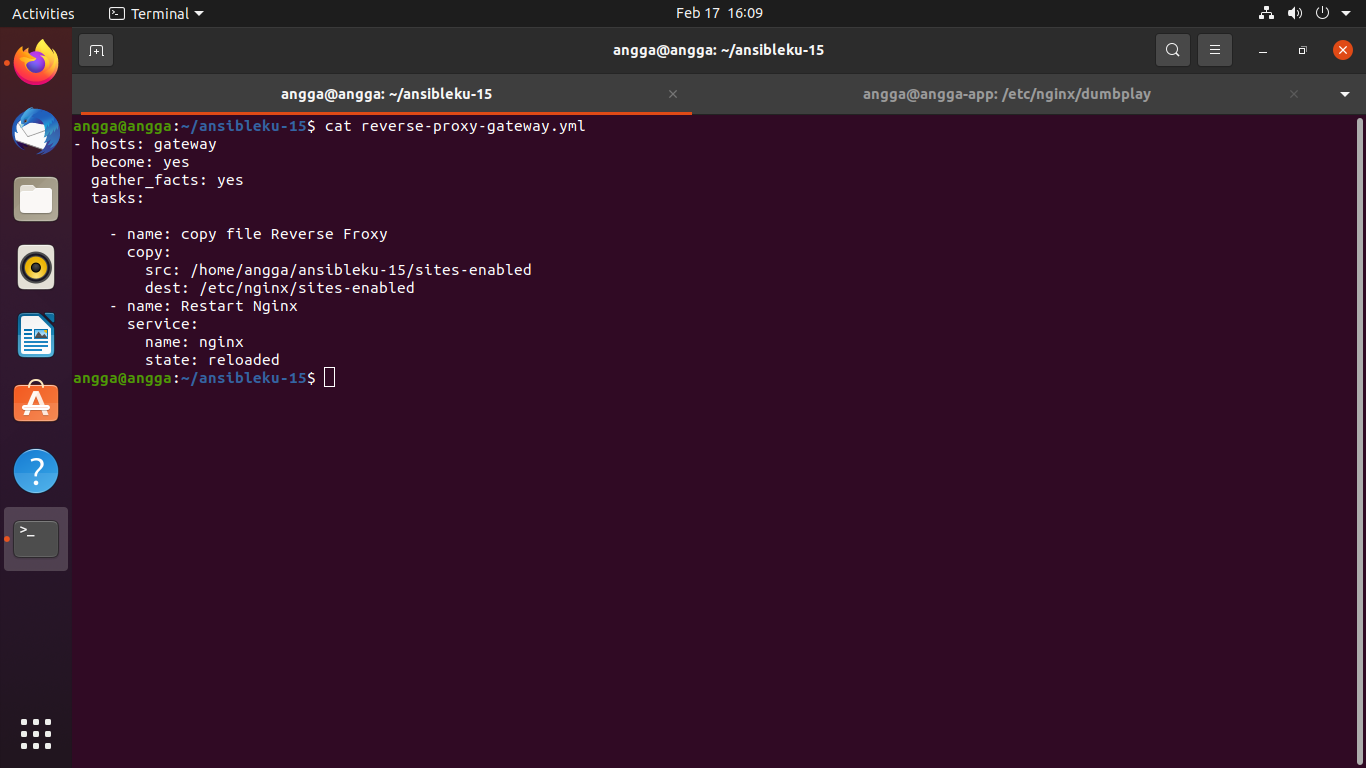 Activities
Terminal
Feb 17 16:09
angga@angga: ~/ansibleku-15
angga@angga: ~/ansibleku-15
angga@angga-app: /etc/nginx/dumbplay
angga@angga:~/ansibleku-15$ cat reverse-proxy-gateway.yml
- hosts: gateway
  become: yes
  gather_facts: yes
  tasks:

    - name: copy file Reverse Froxy
      copy:
        src: /home/angga/ansibleku-15/sites-enabled
        dest: /etc/nginx/sites-enabled
    - name: Restart Nginx
      service:
        name: nginx
        state: reloaded
angga@angga:~/ansibleku-15$